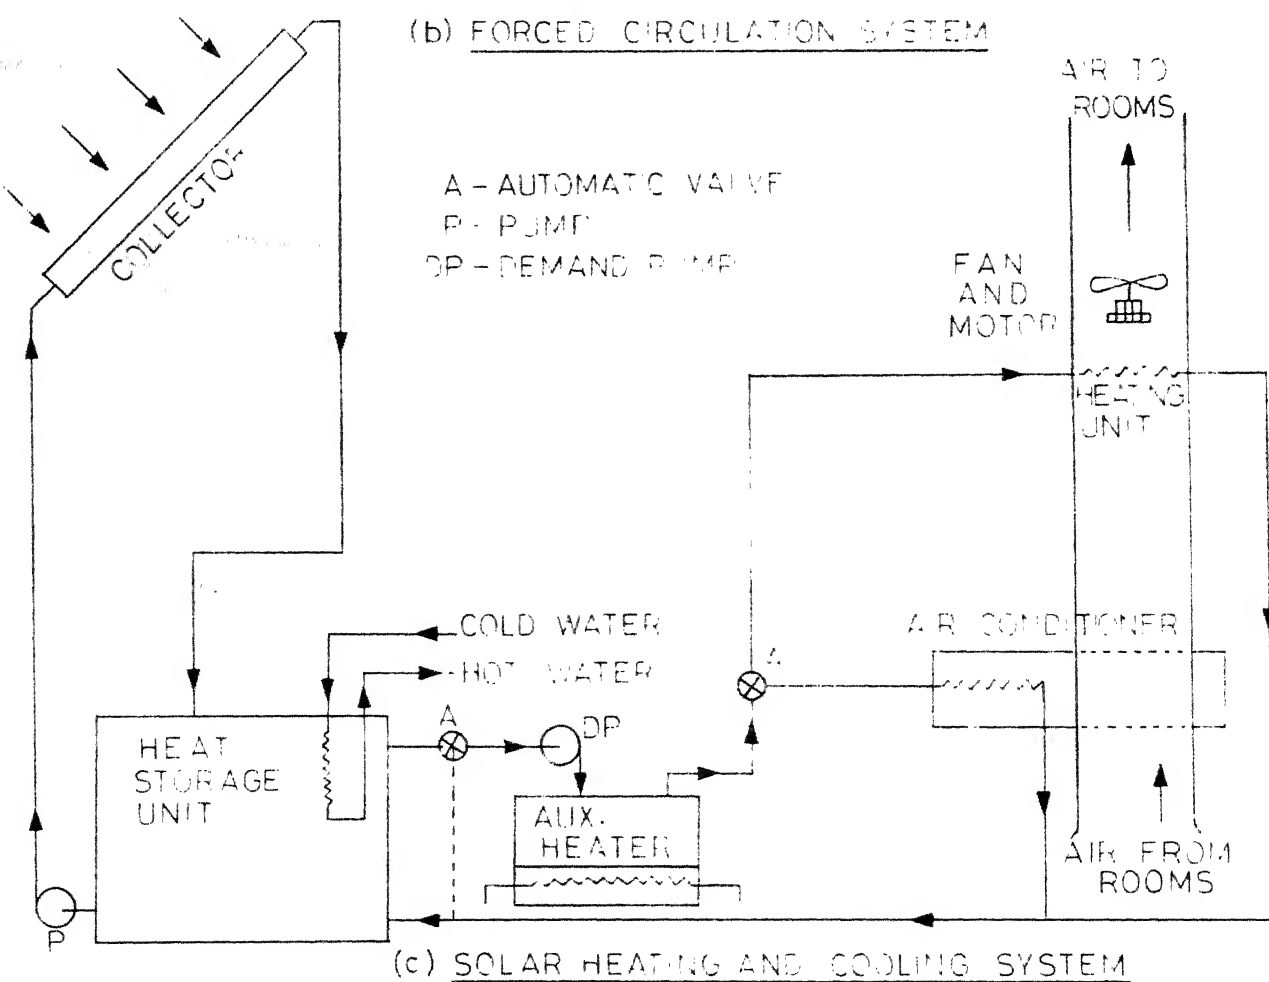 (b) FORCED CIRCULATION SYSTEM
AIR TO
ROOMS
COLLECTOR
A - AUTOMATIC VALVE
P - PUMP
DP - DEMAND PUMP
FAN
AND
MOTOR
HEATING
UNIT
COLD WATER
HOT WATER
AIR CONDITIONER
A
A
DP
HEAT
STORAGE
UNIT
AUX.
HEATER
AIR FROM
ROOMS
P
(c) SOLAR HEATING AND COOLING SYSTEM